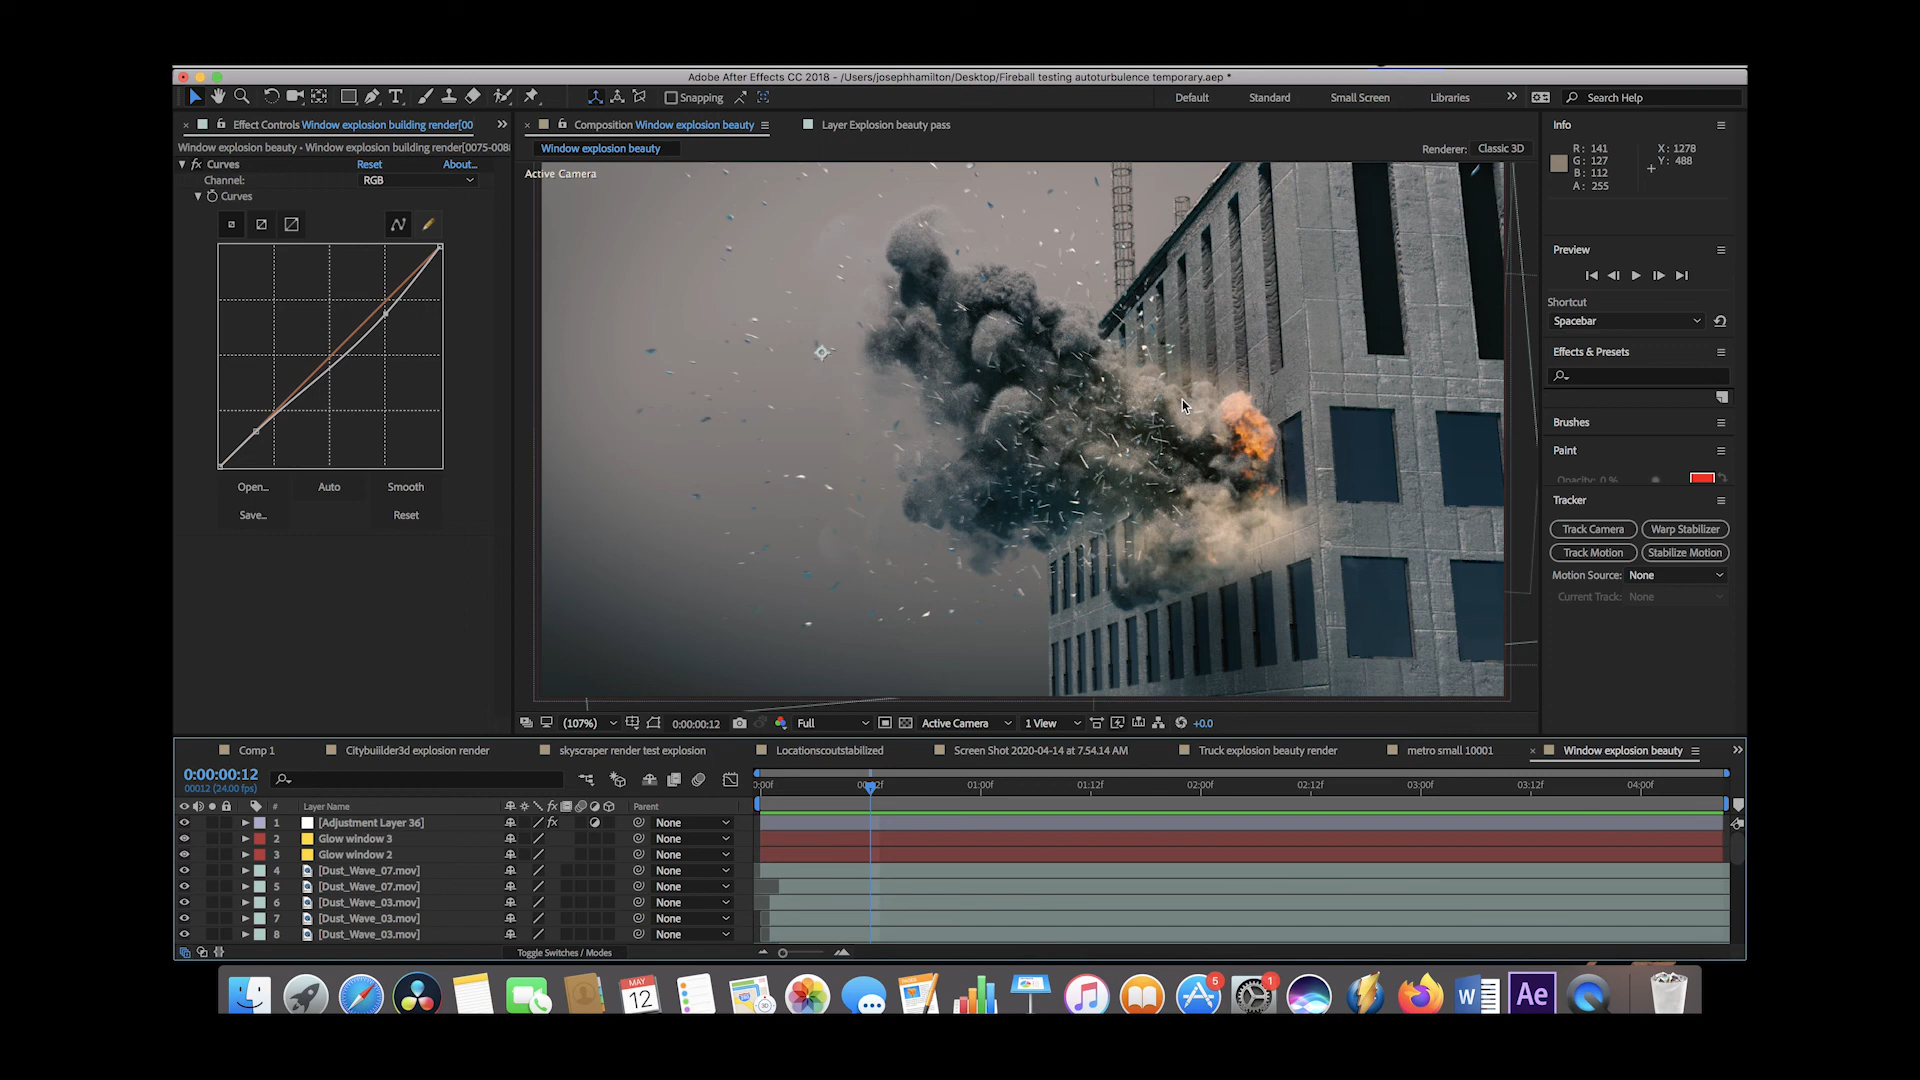 Adobe After Effects CC 2018 - /Users/josephhamilton/Desktop/Fireball testing autoturbulence temporary.aep *
Snapping
Default
Standard
Small Screen
Libraries
Search Help
Effect Controls Window explosion building render[00
Composition Window explosion beauty
Layer Explosion beauty pass
Info
Window explosion beauty • Window explosion building render[0075-008
Window explosion beauty
Renderer: Classic 3D
R: 141
G: 127
B: 112
A: 255
X: 1278
Y: 488
fx Curves
Reset
About...
Channel: RGB
Curves
Active Camera
Open...
Auto
Smooth
Save...
Reset
Preview
Shortcut
Spacebar
Effects & Presets
Brushes
Paint
Opacity: 0 %
Tracker
Track Camera
Warp Stabilizer
Track Motion
Stabilize Motion
Motion Source: None
Current Track: None
(107%)
0:00:00:12
Full
Active Camera
1 View
+0.0
Comp 1
Citybuiilder3d explosion render
skyscraper render test explosion
Locationscoutstabilized
Screen Shot 2020-04-14 at 7.54.14 AM
Truck explosion beauty render
metro small 10001
Window explosion beauty
0:00:00:12
00012 (24.00 fps)
:00f
00:12f
01:00f
01:12f
02:00f
02:12f
03:00f
03:12f
04:00f
# Layer Name
fx
Parent
1 [Adjustment Layer 36] fx None
2 Glow window 3 None
3 Glow window 2 None
4 [Dust_Wave_07.mov] None
5 [Dust_Wave_07.mov] None
6 [Dust_Wave_03.mov] None
7 [Dust_Wave_03.mov] None
8 [Dust_Wave_03.mov] None
Toggle Switches / Modes
MAY
12
5
1
W
Ae